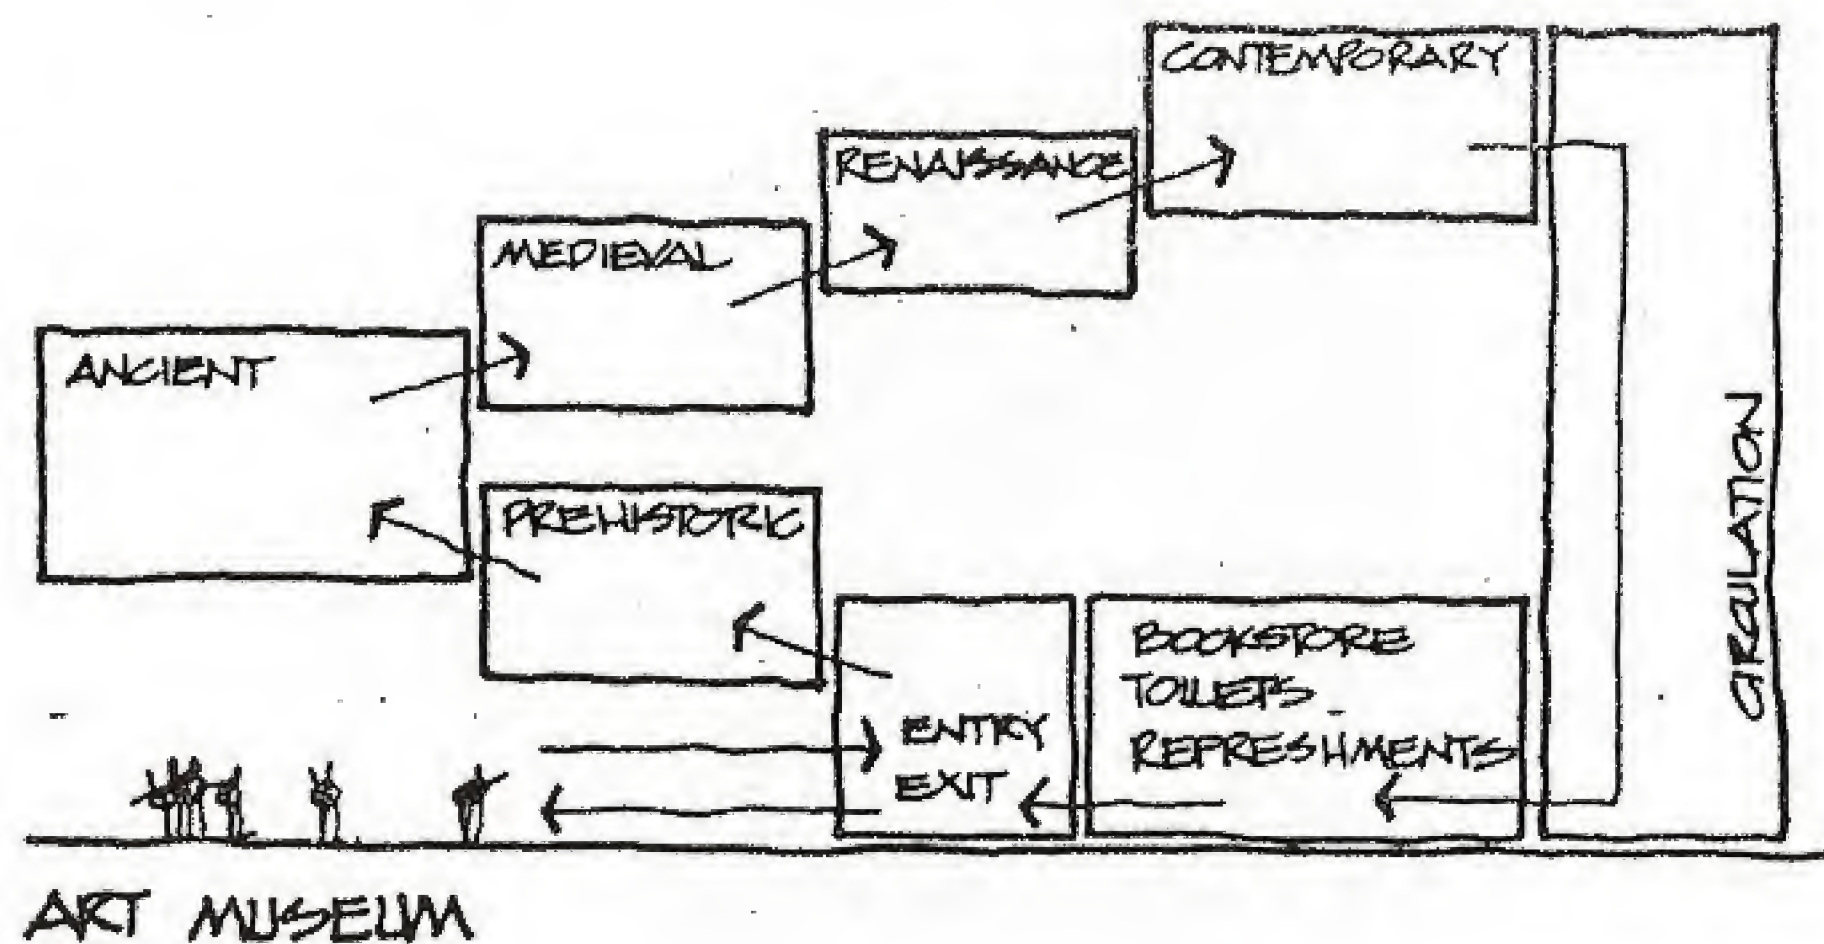 CONTEMPORARY
RENAISSANCE
MEDIEVAL
ANCIENT
PREHISTORIC
ENTRY
EXIT
BOOKSTORE
TOILETS
REFRESHMENTS
CIRCULATION
ART MUSEUM